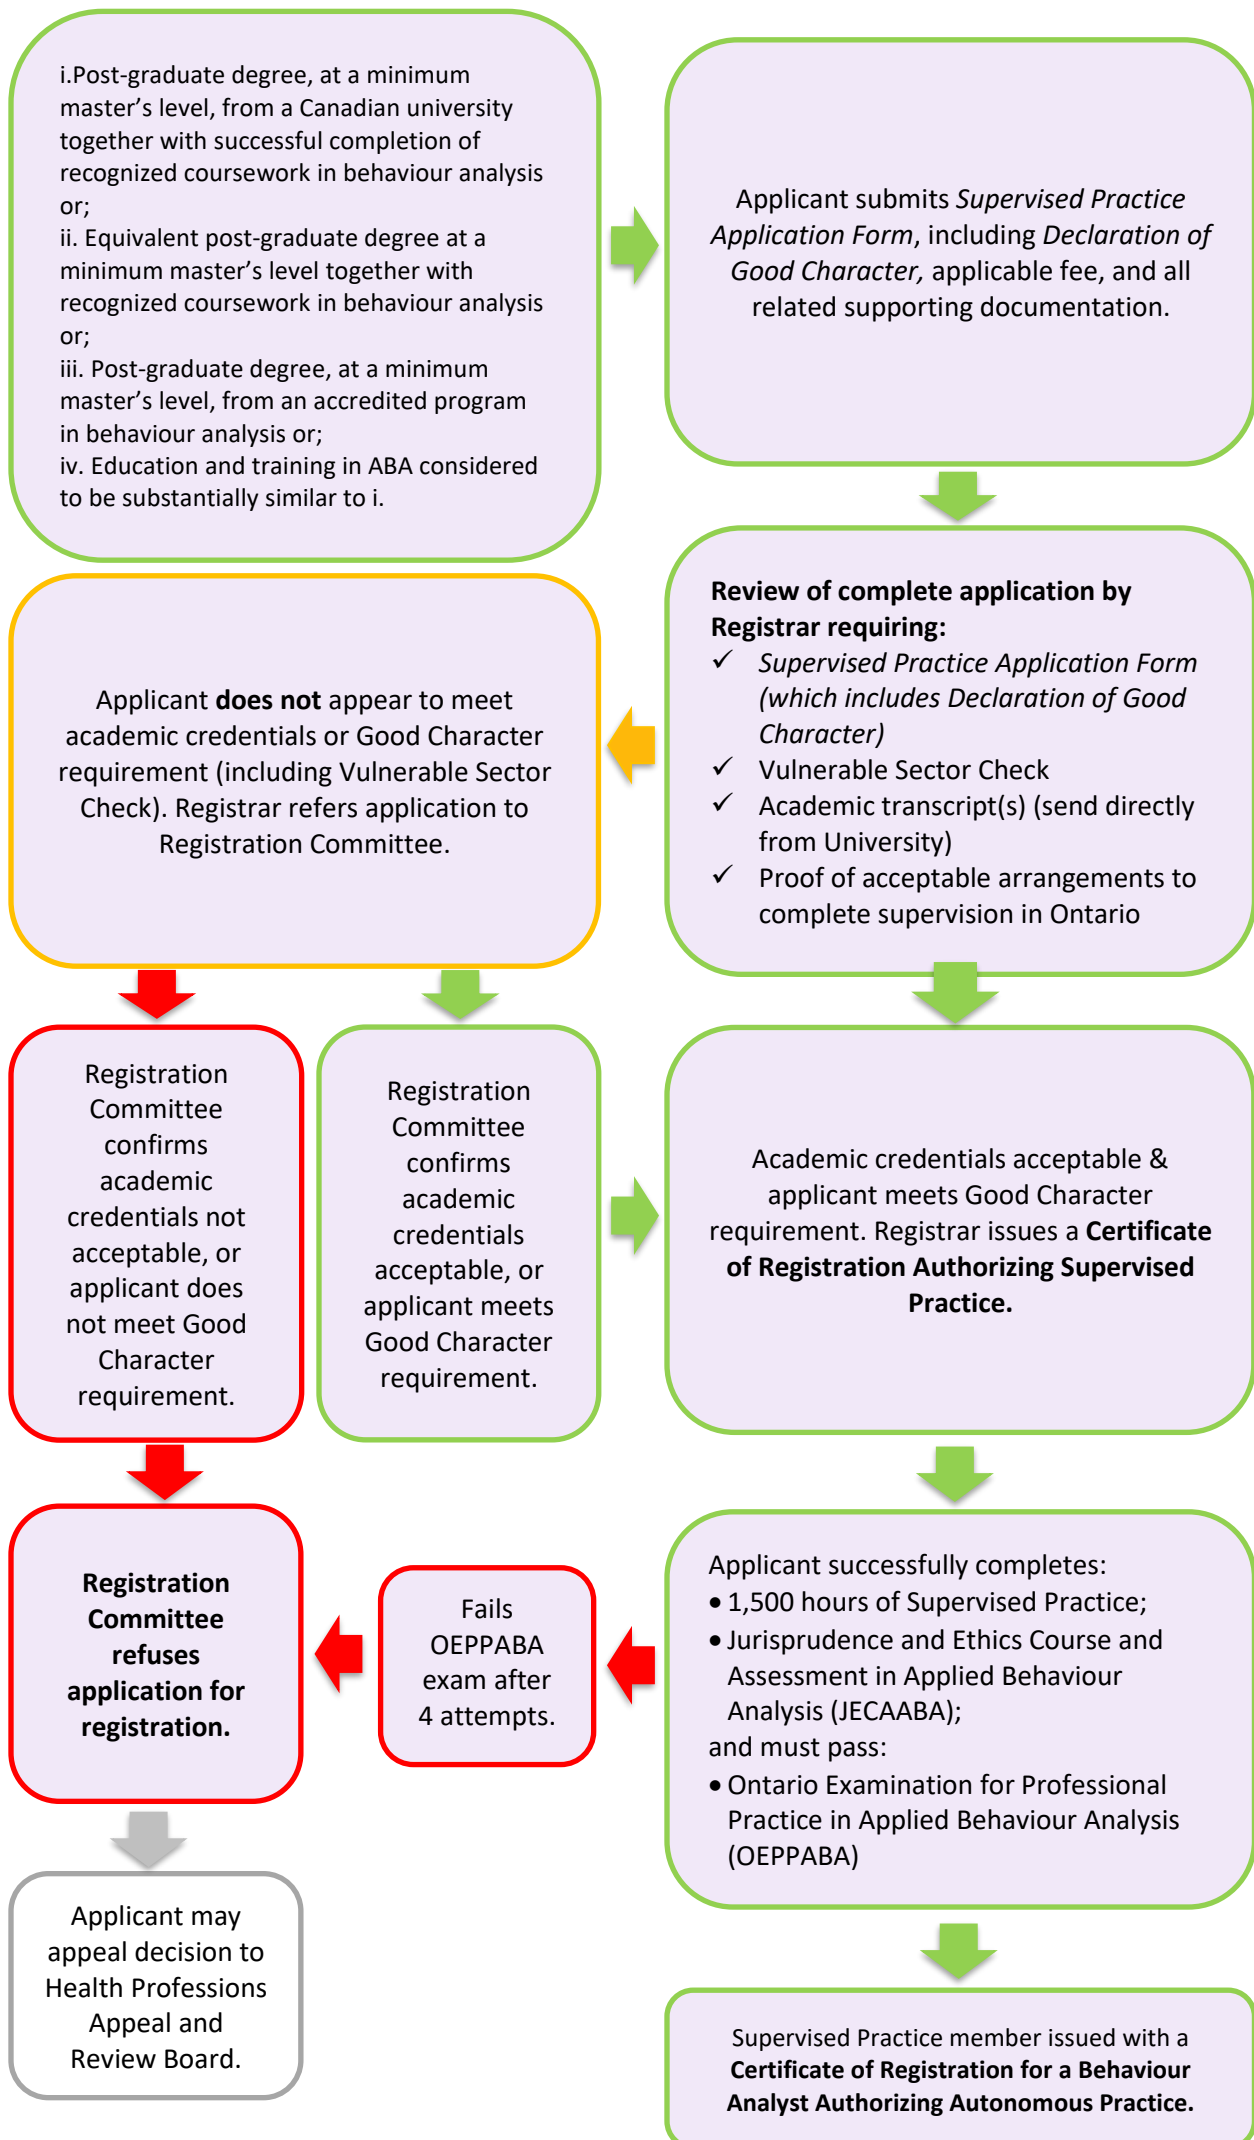 i.Post-graduate degree, at a minimum
master’s level, from a Canadian university
together with successful completion of
recognized coursework in behaviour analysis
or;
ii. Equivalent post-graduate degree at a
minimum master’s level together with
recognized coursework in behaviour analysis
or;
iii. Post-graduate degree, at a minimum
master’s level, from an accredited program
in behaviour analysis or;
iv. Education and training in ABA considered
to be substantially similar to i.
Applicant submits Supervised Practice
Application Form, including Declaration of
Good Character, applicable fee, and all
related supporting documentation.
Review of complete application by
Registrar requiring:
✓ Supervised Practice Application Form
(which includes Declaration of Good
Character)
✓ Vulnerable Sector Check
✓ Academic transcript(s) (send directly
from University)
✓ Proof of acceptable arrangements to
complete supervision in Ontario
Applicant does not appear to meet
academic credentials or Good Character
requirement (including Vulnerable Sector
Check). Registrar refers application to
Registration Committee.
Registration
Committee
confirms
academic
credentials not
acceptable, or
applicant does
not meet Good
Character
requirement.
Registration
Committee
confirms
academic
credentials
acceptable, or
applicant meets
Good Character
requirement.
Academic credentials acceptable &
applicant meets Good Character
requirement. Registrar issues a Certificate
of Registration Authorizing Supervised
Practice.
Applicant successfully completes:
• 1,500 hours of Supervised Practice;
• Jurisprudence and Ethics Course and
Assessment in Applied Behaviour
Analysis (JECAABA);
and must pass:
• Ontario Examination for Professional
Practice in Applied Behaviour Analysis
(OEPPABA)
Fails
OEPPABA
exam after
4 attempts.
Registration
Committee
refuses
application for
registration.
Applicant may
appeal decision to
Health Professions
Appeal and
Review Board.
Supervised Practice member issued with a
Certificate of Registration for a Behaviour
Analyst Authorizing Autonomous Practice.